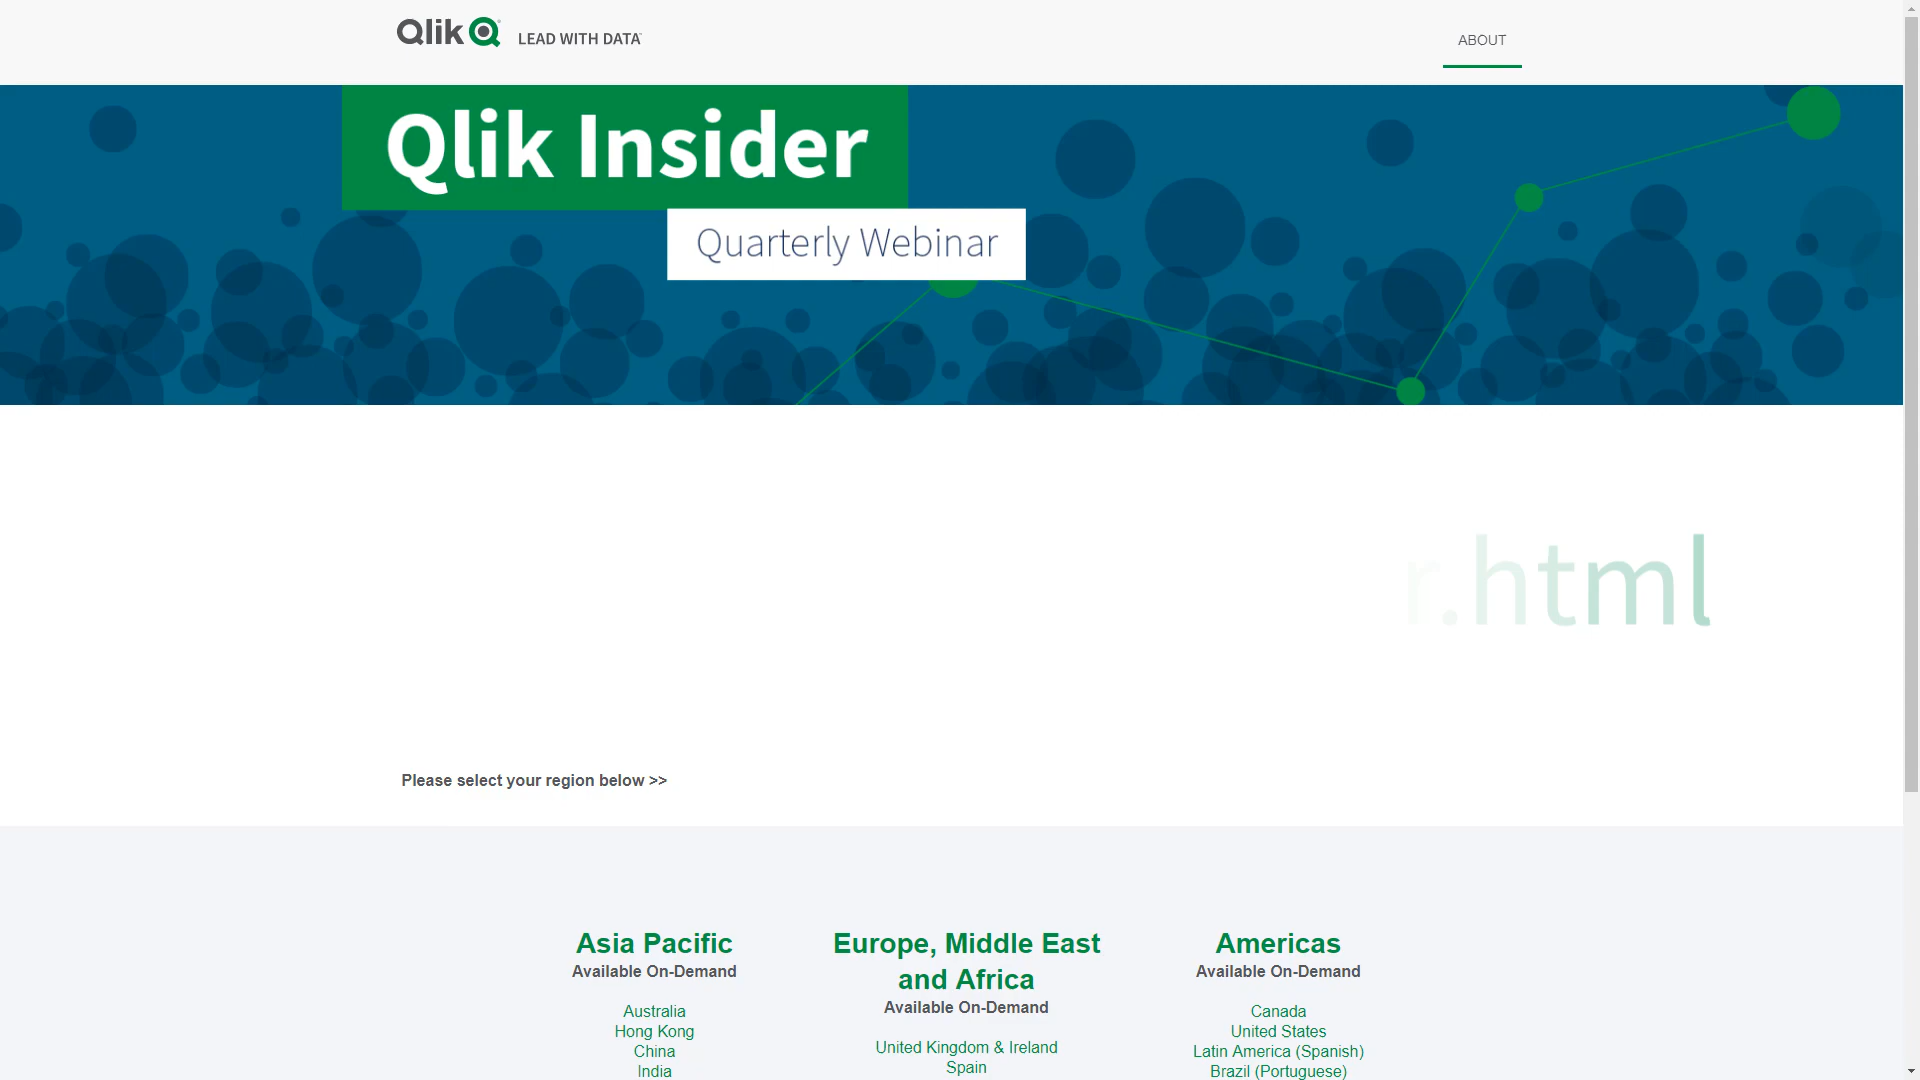 Qlik
LEAD WITH DATA
ABOUT
Qlik Insider
Quarterly Webinar
r.html
Please select your region below >>
Asia Pacific
Available On-Demand
Australia
Hong Kong
China
India
Europe, Middle East
and Africa
Available On-Demand
United Kingdom & Ireland
Spain
Americas
Available On-Demand
Canada
United States
Latin America (Spanish)
Brazil (Portuguese)